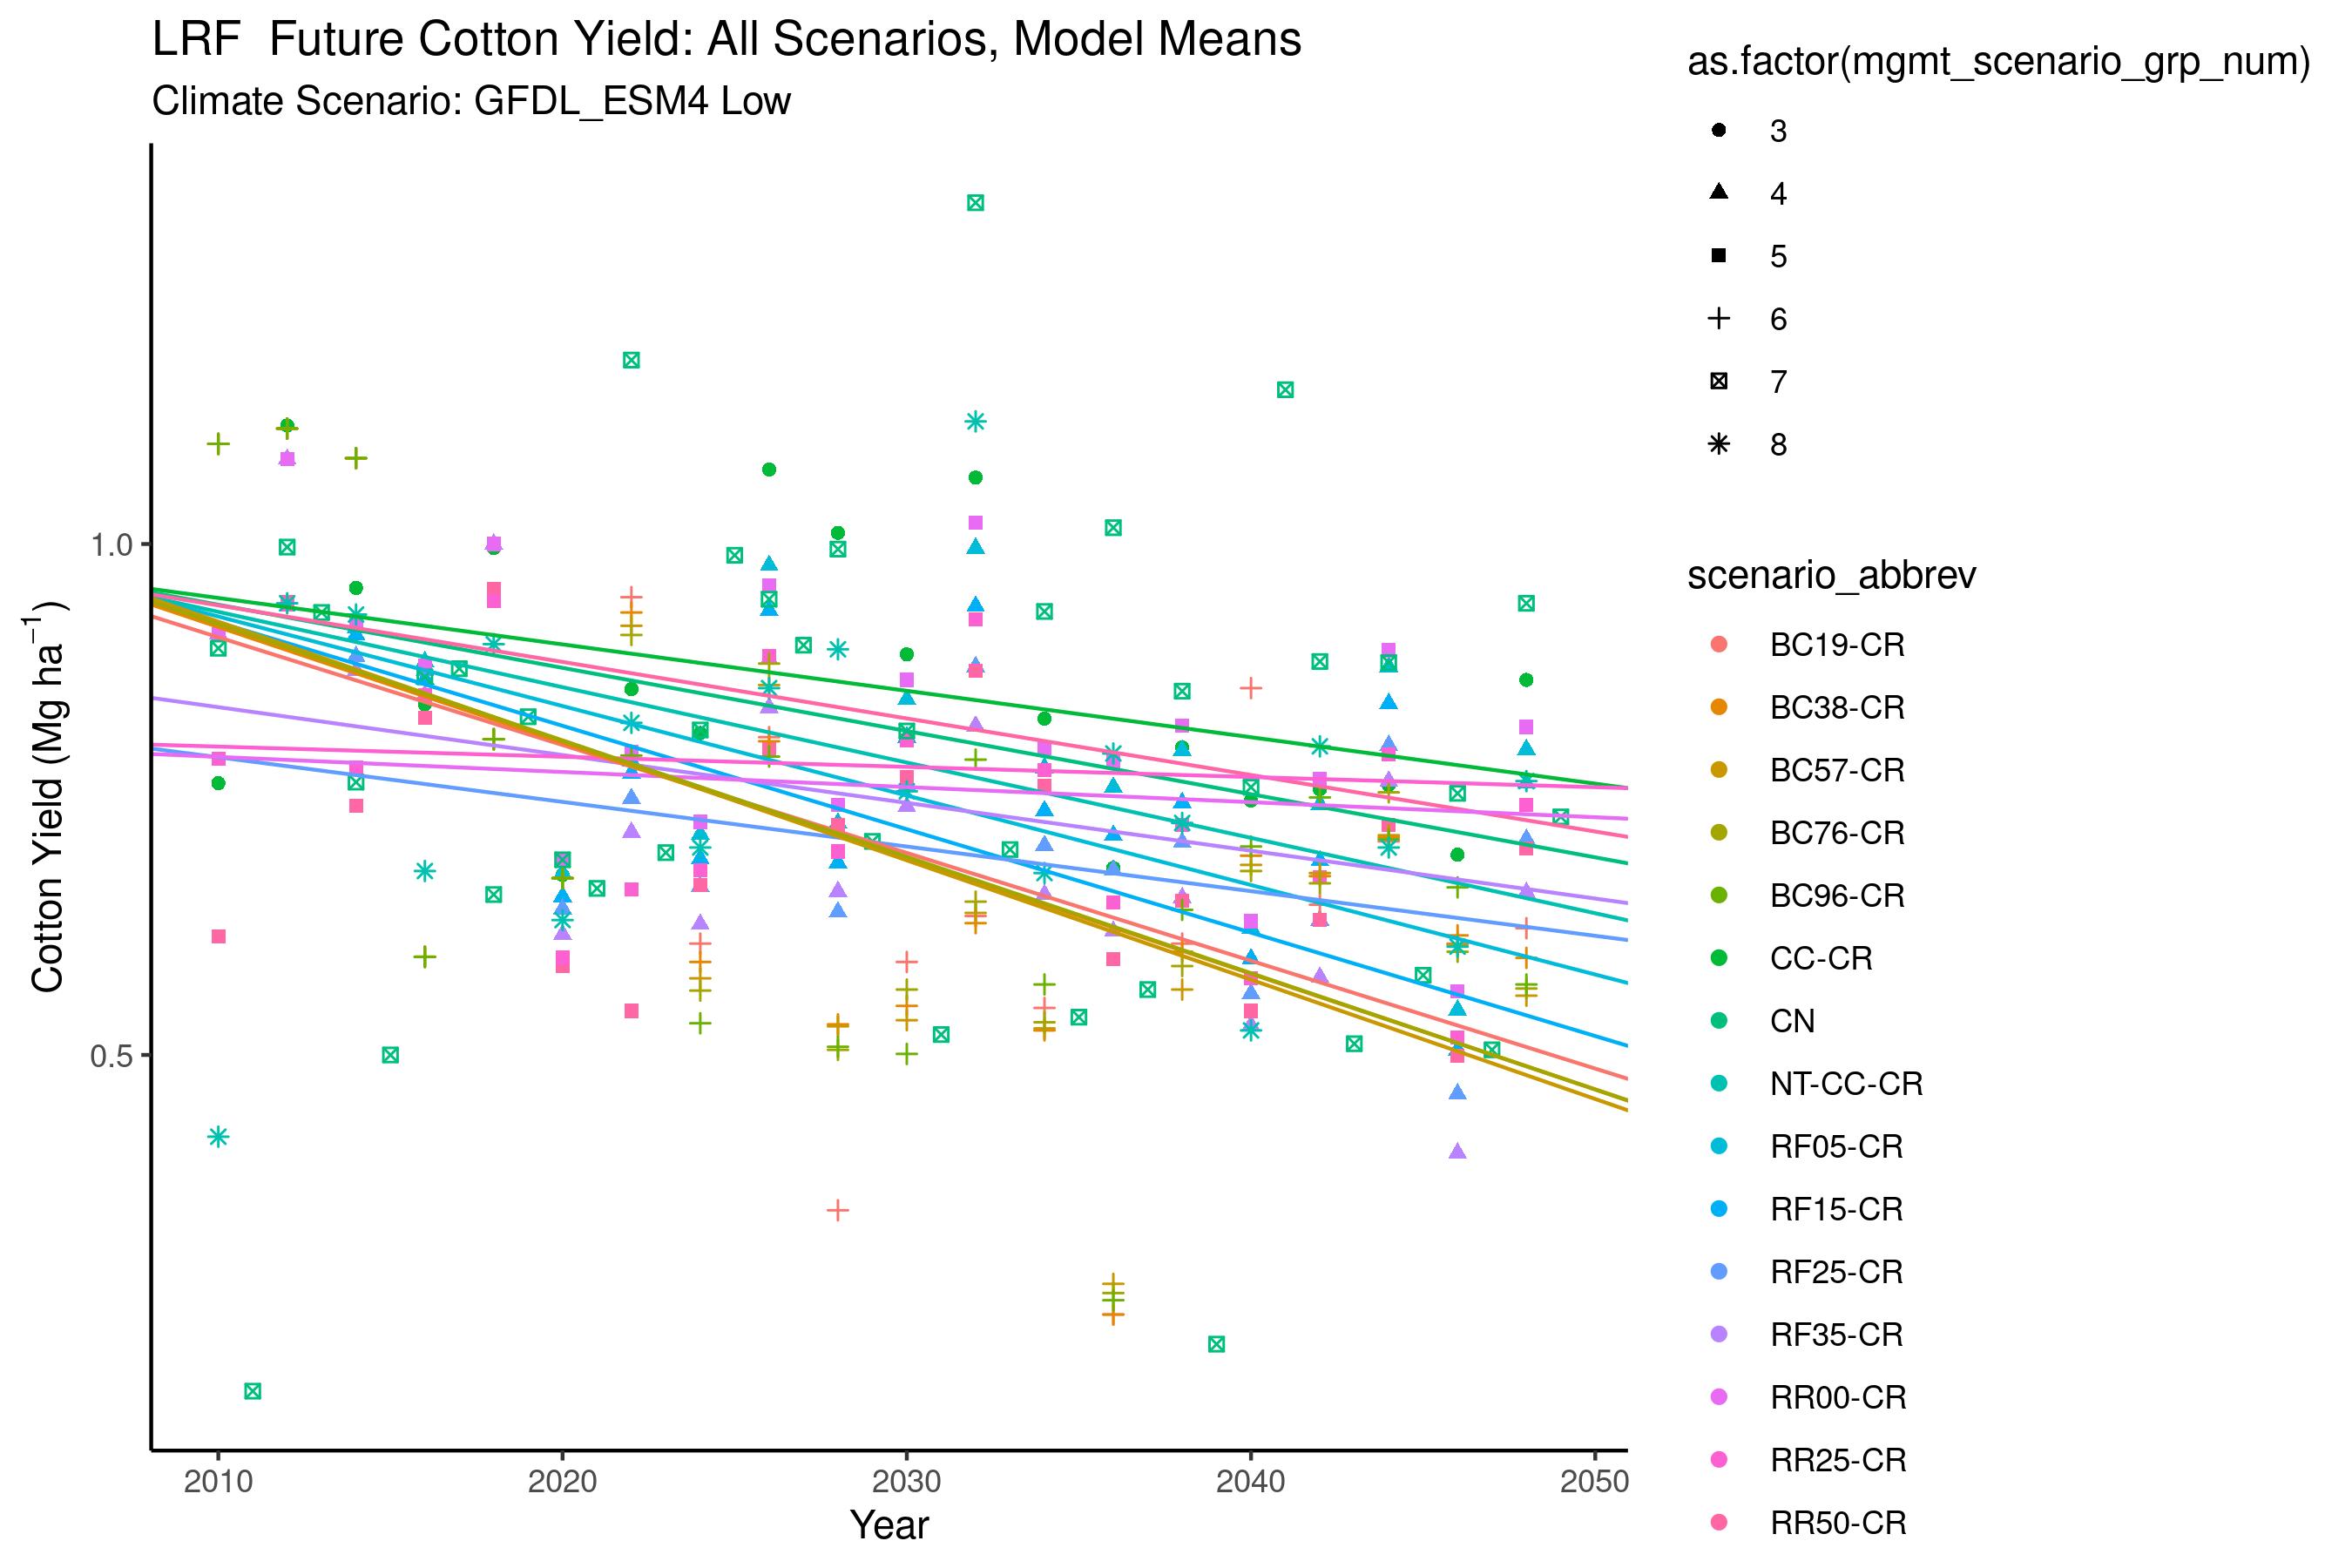 LRF  Future Cotton Yield: All Scenarios, Model Means
Climate Scenario: GFDL_ESM4 Low
Cotton Yield (Mg ha⁻¹)
1.0
0.5
2010
2020
2030
2040
2050
Year
as.factor(mgmt_scenario_grp_num)
3
4
5
6
7
8
scenario_abbrev
BC19-CR
BC38-CR
BC57-CR
BC76-CR
BC96-CR
CC-CR
CN
NT-CC-CR
RF05-CR
RF15-CR
RF25-CR
RF35-CR
RR00-CR
RR25-CR
RR50-CR